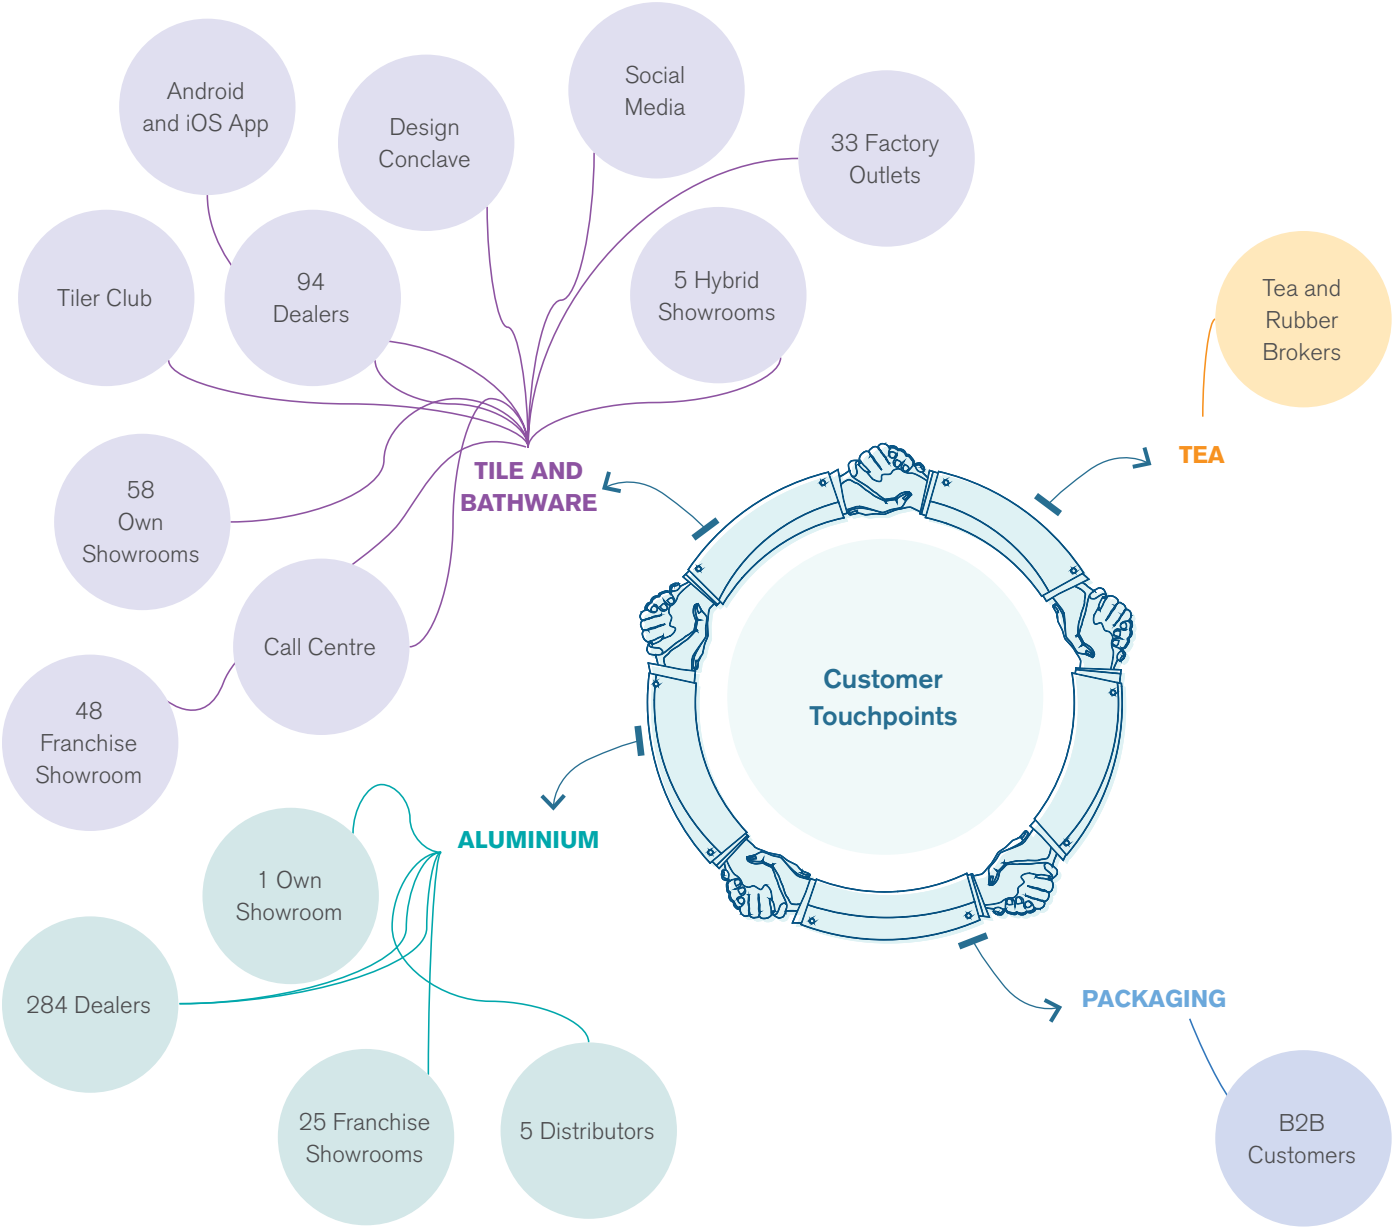 Android
and iOS App
Design
Conclave
Social
Media
33 Factory
Outlets
Tiler Club
94
Dealers
5 Hybrid
Showrooms
Tea and
Rubber
Brokers
58
Own
Showrooms
TILE AND
BATHWARE
TEA
Call Centre
48
Franchise
Showroom
Customer
Touchpoints
ALUMINIUM
1 Own
Showroom
284 Dealers
25 Franchise
Showrooms
5 Distributors
PACKAGING
B2B
Customers